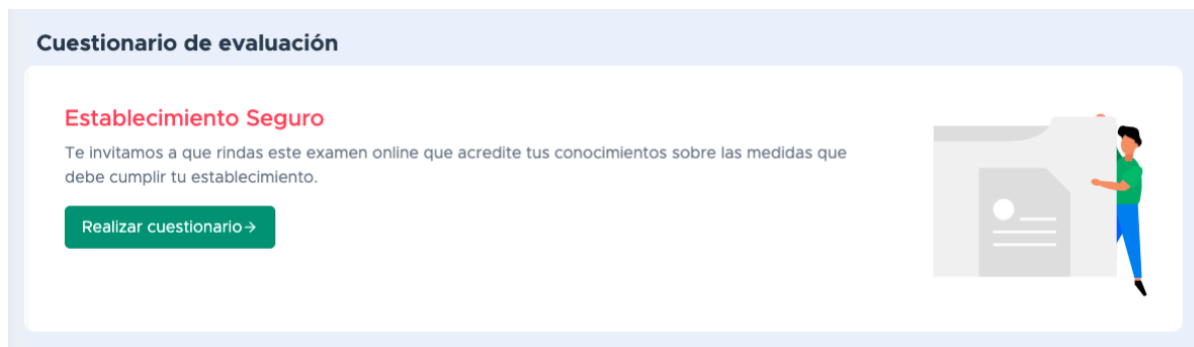 Cuestionario de evaluación
Establecimiento Seguro
Te invitamos a que rindas este examen online que acredite tus conocimientos sobre las medidas que
debe cumplir tu establecimiento.
Realizar cuestionario→